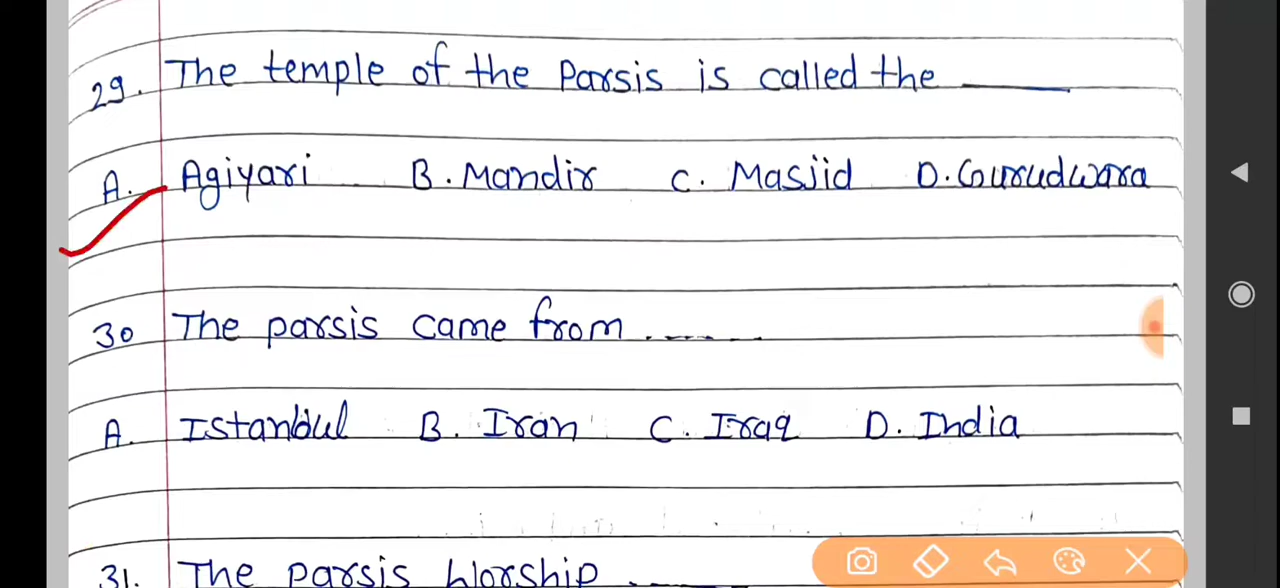 29. The temple of the Parsis is called the ____
A. Agiyari B. Mandir C. Masjid D. Gurudwara
30 The parsis came from .----
A. Istanbul B. Iran C. Iraq D. India
31. The parsis worship .----